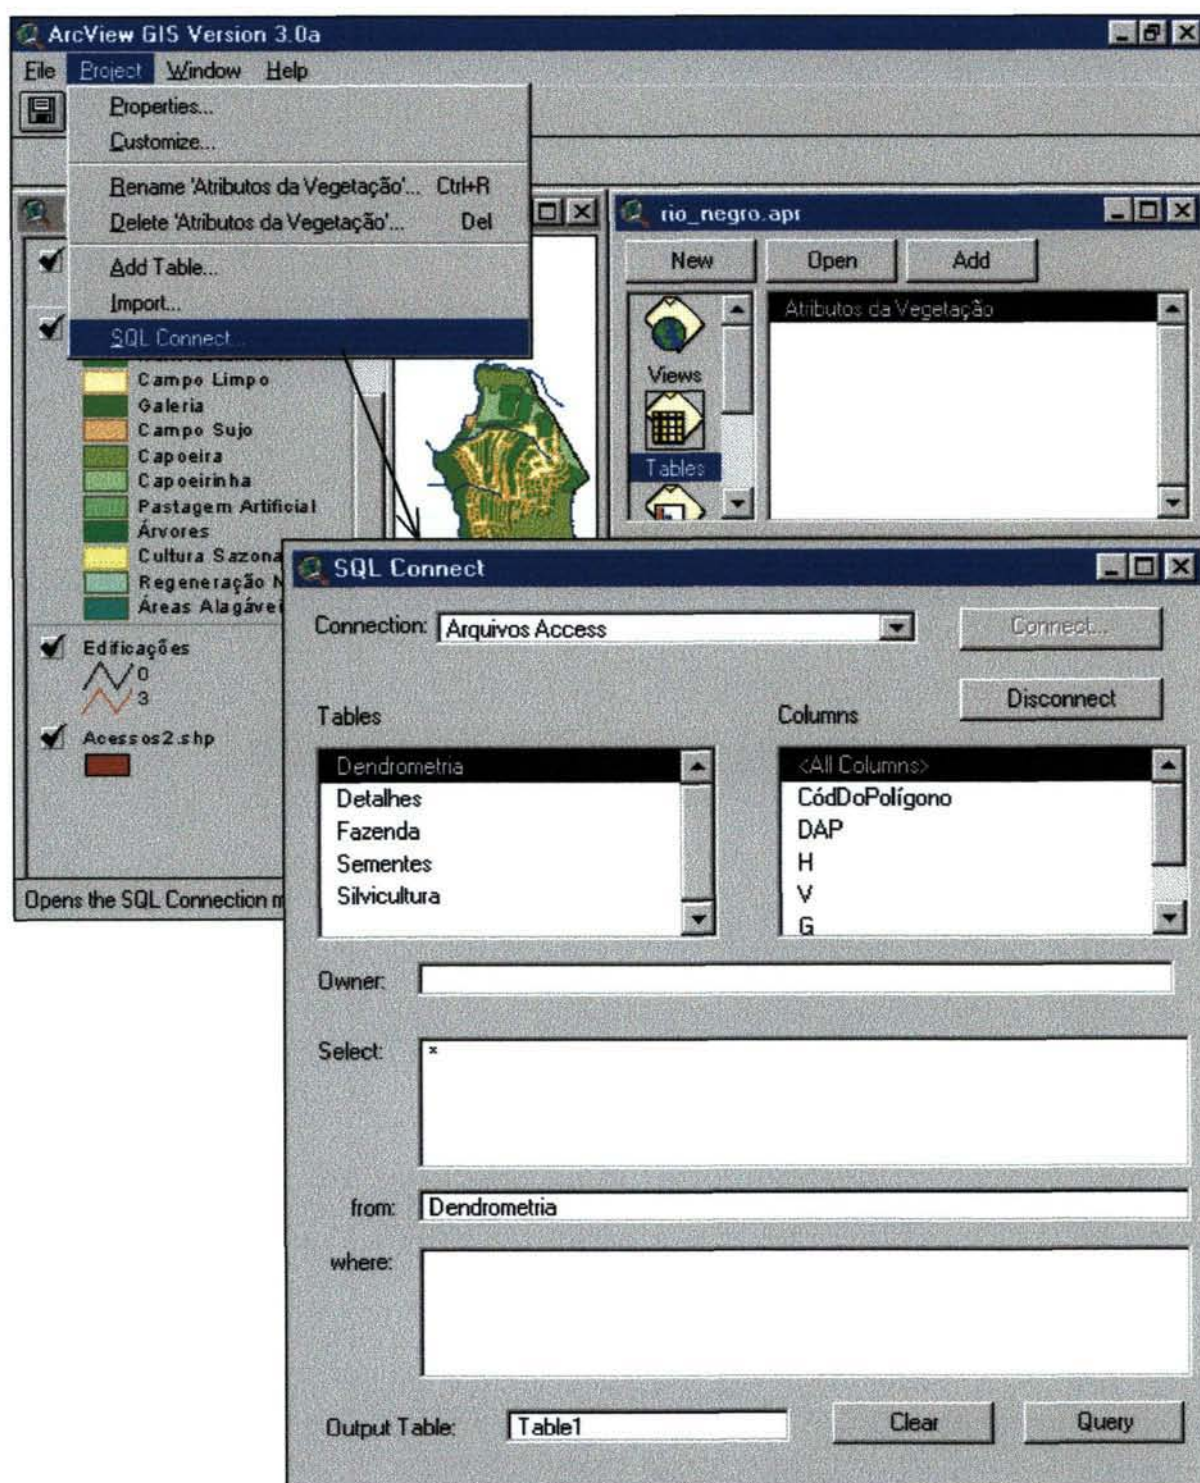 ArcView GIS Version 3.0a
File Project Window Help
Properties...
Customize...
Rename 'Atributos da Vegetação'... Ctrl+R
Delete 'Atributos da Vegetação'... Del
Add Table...
Import...
SQL Connect...
rio_negro.apr
New Open Add
Views
Tables
Atributos da Vegetação
Campo Limpo
Galeria
Campo Sujo
Capoeira
Capoeirinha
Pastagem Artificial
Árvores
Cultura Sazona
Regeneração N
Áreas Alagávei
Edificações
0
3
Acessos2.shp
Opens the SQL Connection m
SQL Connect
Connection: Arquivos Access Connect...
Disconnect
Tables
Dendrometria
Detalhes
Fazenda
Sementes
Silvicultura
Columns
<All Columns>
CódDoPolígono
DAP
H
V
G
Owner:
Select: *
from: Dendrometria
where:
Output Table: Table1 Clear Query